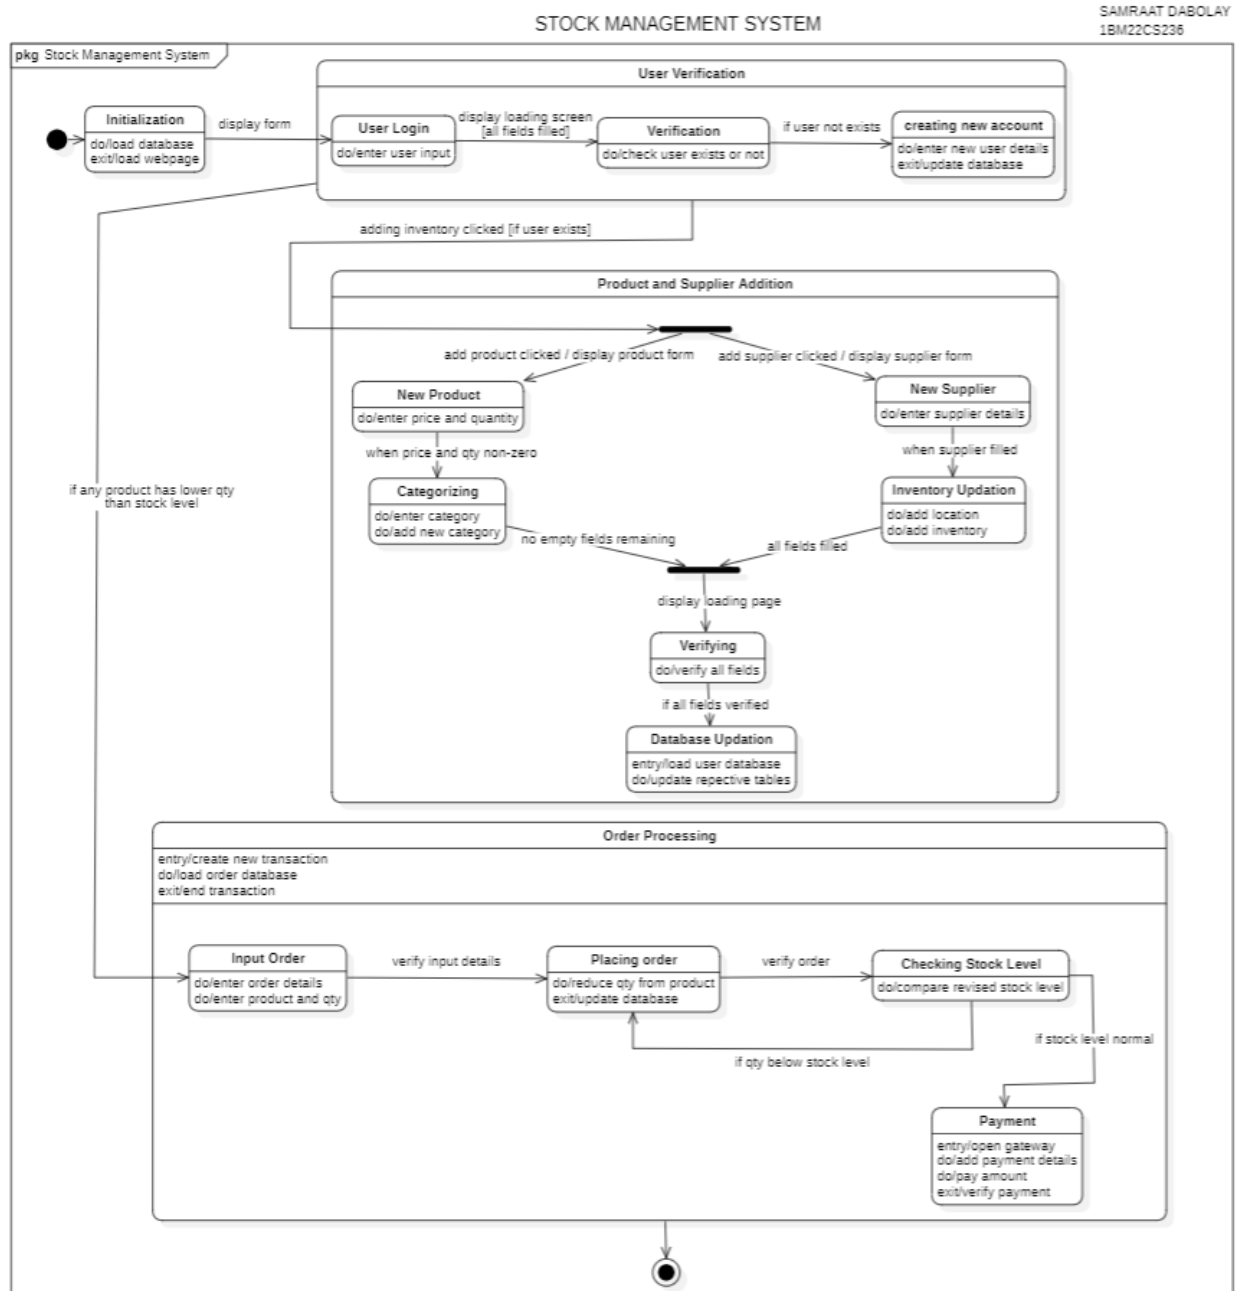 STOCK MANAGEMENT SYSTEM
SAMRAAT DABOLAY
1BM22CS236
pkg Stock Management System
User Verification
Initialization
do/load database
exit/load webpage
display form
User Login
do/enter user input
display loading screen
[all fields filled]
Verification
do/check user exists or not
if user not exists
creating new account
do/enter new user details
exit/update database
adding inventory clicked [if user exists]
Product and Supplier Addition
add product clicked / display product form
add supplier clicked / display supplier form
New Product
do/enter price and quantity
New Supplier
do/enter supplier details
when price and qty non-zero
when supplier filled
Categorizing
do/enter category
do/add new category
Inventory Updation
do/add location
do/add inventory
if any product has lower qty
than stock level
no empty fields remaining
all fields filled
display loading page
Verifying
do/verify all fields
if all fields verified
Database Updation
entry/load user database
do/update repective tables
Order Processing
entry/create new transaction
do/load order database
exit/end transaction
Input Order
do/enter order details
do/enter product and qty
verify input details
Placing order
do/reduce qty from product
exit/update database
verify order
Checking Stock Level
do/compare revised stock level
if qty below stock level
if stock level normal
Payment
entry/open gateway
do/add payment details
do/pay amount
exit/verify payment